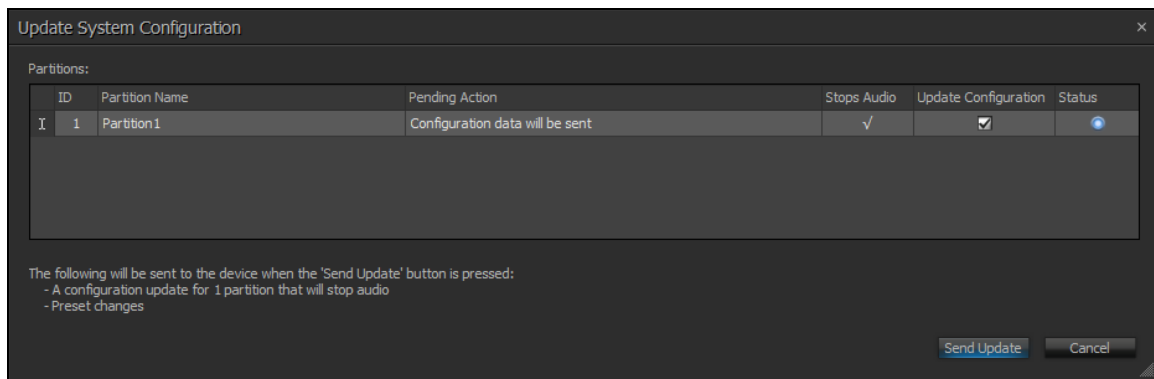 Update System Configuration
Partitions:
ID Partition Name Pending Action Stops Audio Update Configuration Status
1 Partition1 Configuration data will be sent √
The following will be sent to the device when the 'Send Update' button is pressed:
- A configuration update for 1 partition that will stop audio
- Preset changes
Send Update Cancel